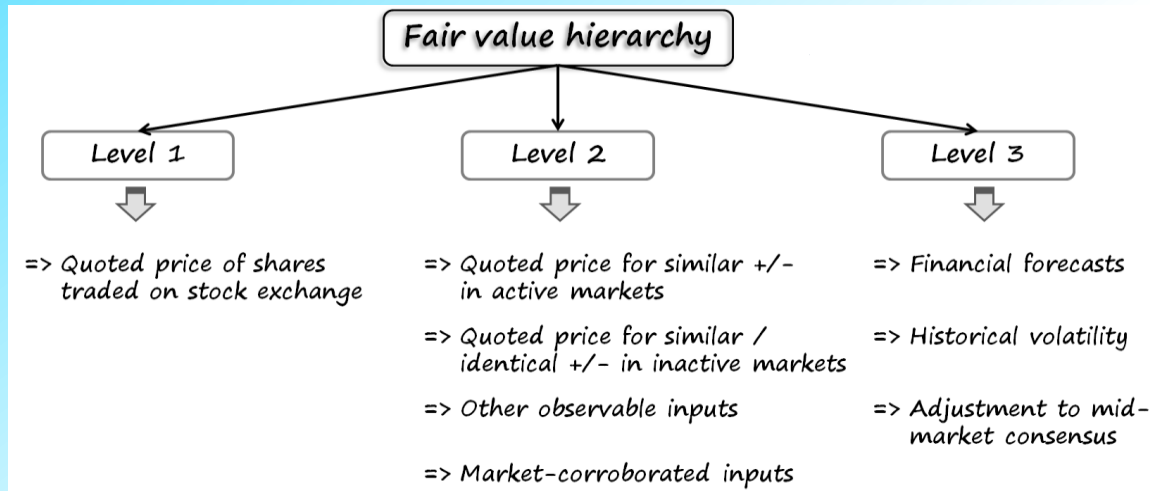 Fair value hierarchy
Level 1
=> Quoted price of shares
traded on stock exchange
Level 2
=> Quoted price for similar +/-
in active markets
=> Quoted price for similar /
identical +/- in inactive markets
=> Other observable inputs
=> Market-corroborated inputs
Level 3
=> Financial forecasts
=> Historical volatility
=> Adjustment to mid-
market consensus